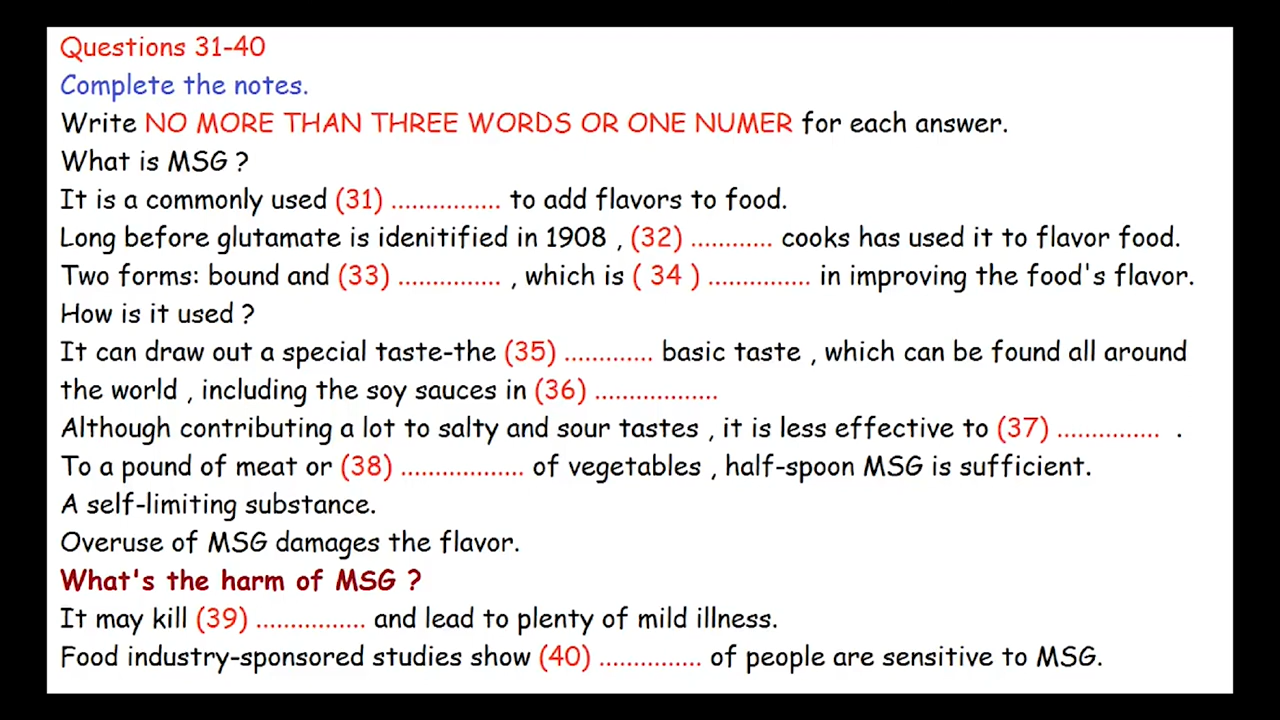 Questions 31-40
Complete the notes.
Write NO MORE THAN THREE WORDS OR ONE NUMER for each answer.
What is MSG ?
It is a commonly used (31) ................ to add flavors to food.
Long before glutamate is idenitified in 1908 , (32) ............ cooks has used it to flavor food.
Two forms: bound and (33) ............... , which is ( 34 ) ............... in improving the food's flavor.
How is it used ?
It can draw out a special taste-the (35) ............. basic taste , which can be found all around
the world , including the soy sauces in (36) ..................
Although contributing a lot to salty and sour tastes , it is less effective to (37) ............... .
To a pound of meat or (38) .................. of vegetables , half-spoon MSG is sufficient.
A self-limiting substance.
Overuse of MSG damages the flavor.
What's the harm of MSG ?
It may kill (39) ................ and lead to plenty of mild illness.
Food industry-sponsored studies show (40) ............... of people are sensitive to MSG.